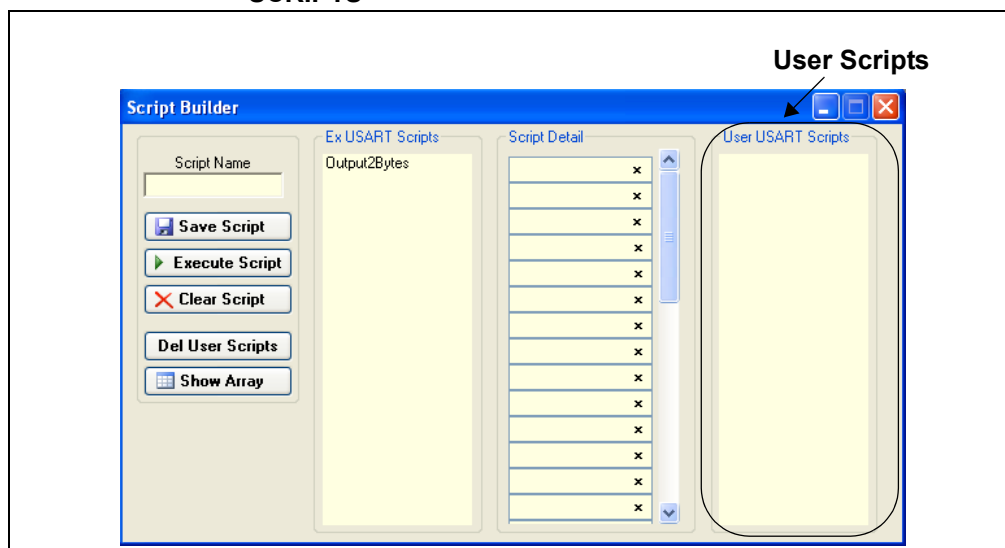 User Scripts
Script Builder
Script Name
Save Script
Execute Script
Clear Script
Del User Scripts
Show Array
Ex USART Scripts
Output2Bytes
Script Detail
x
x
x
x
x
x
x
x
x
x
x
x
x
x
User USART Scripts